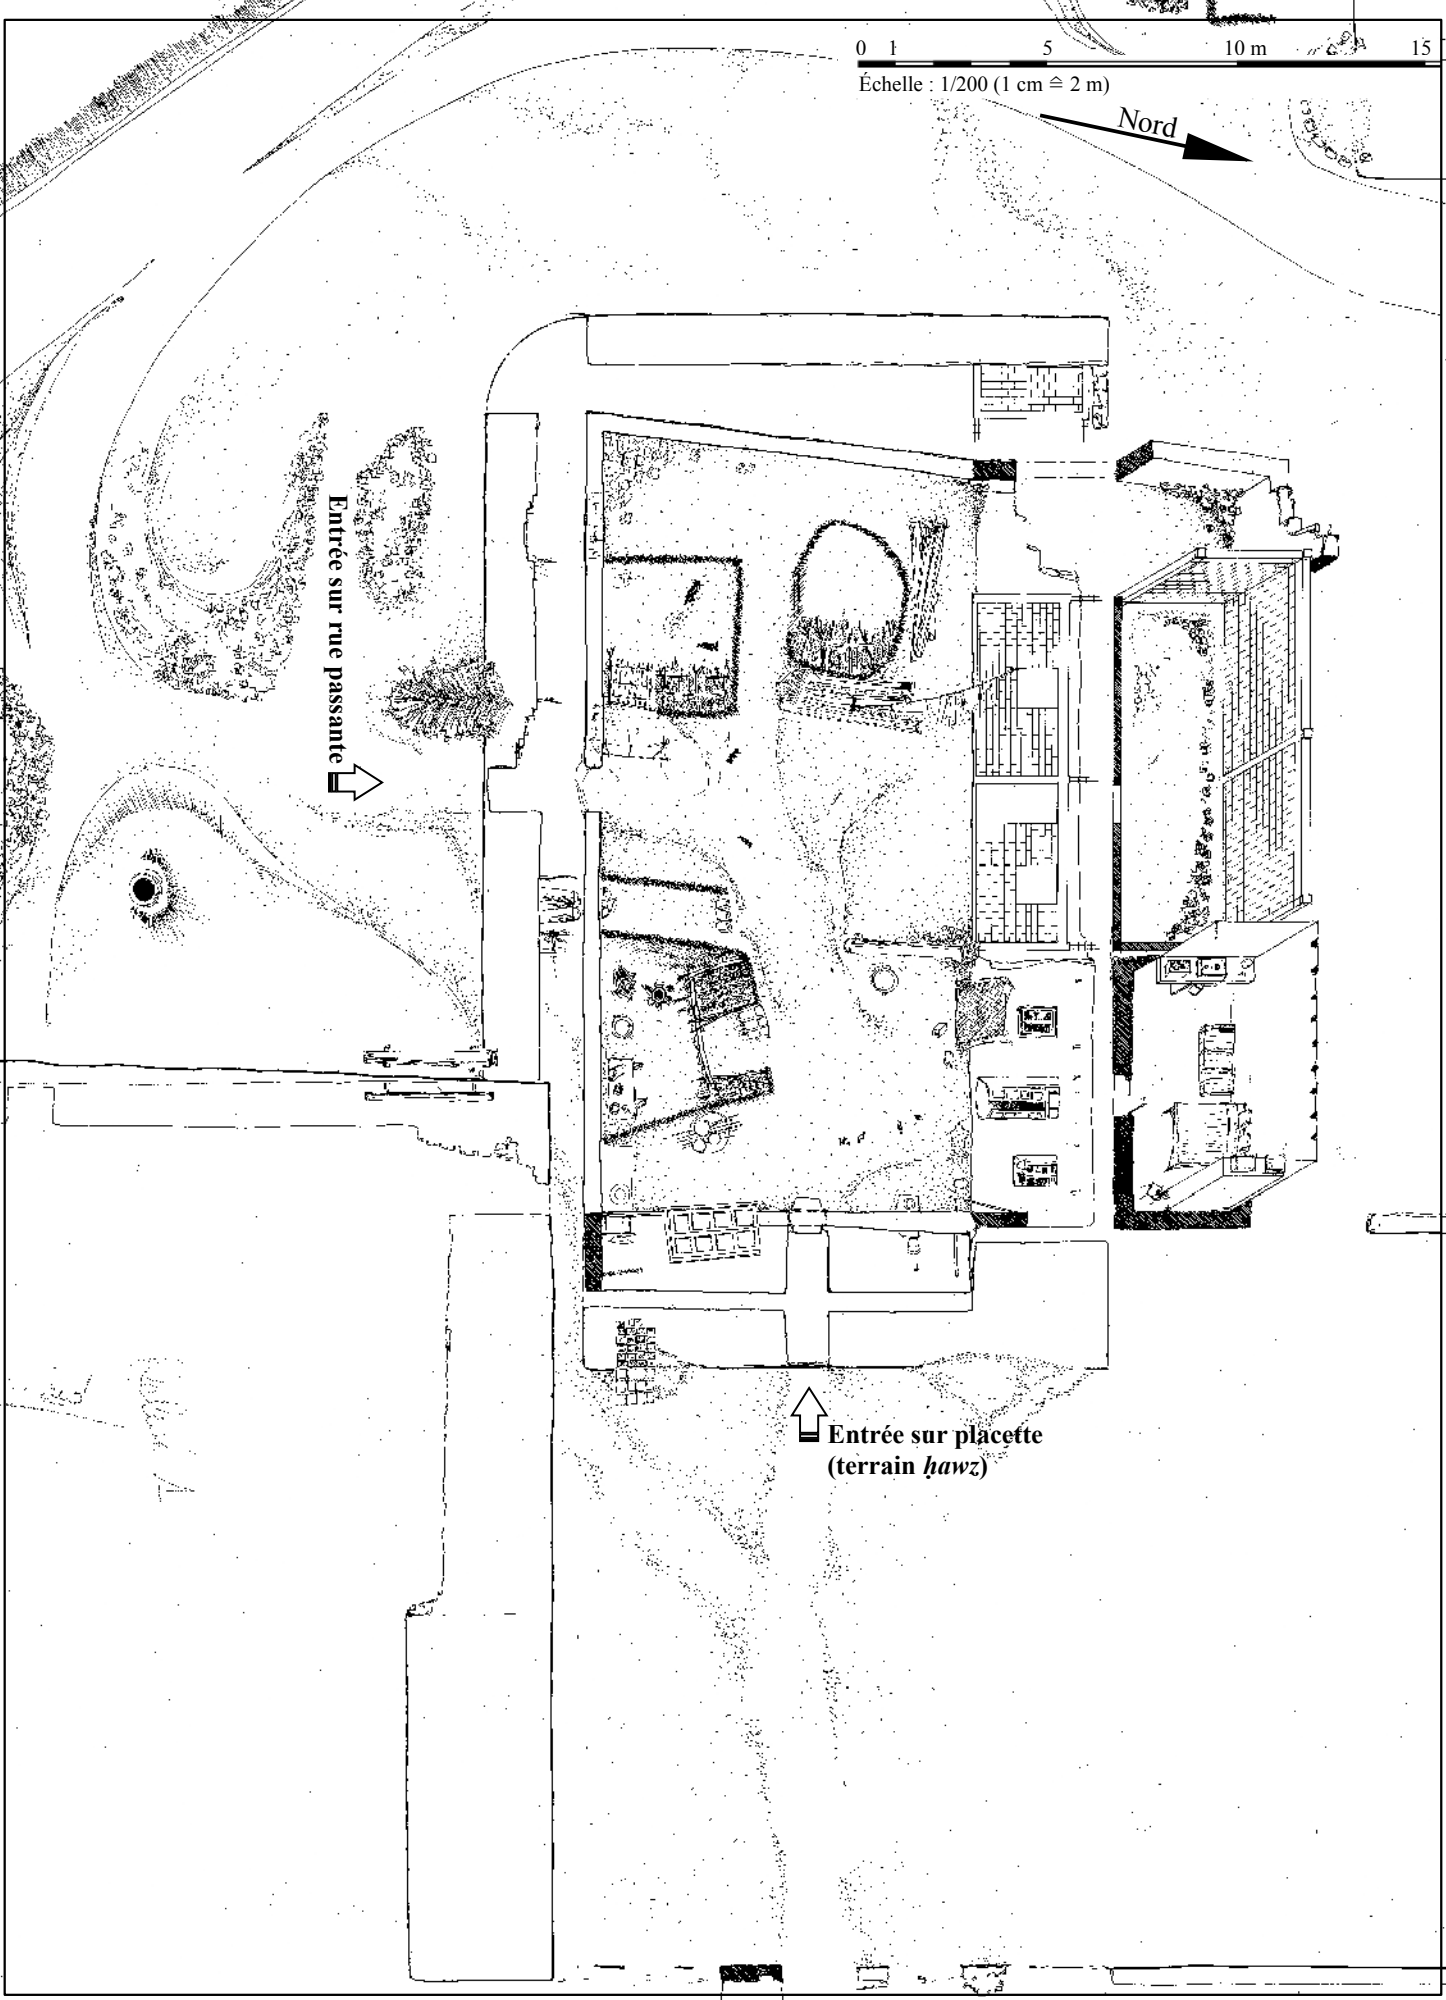 0 1 5 10 m 15
Échelle : 1/200 (1 cm ≙ 2 m)
Nord
Entrée sur rue passante
Entrée sur placette
(terrain ḥawz)